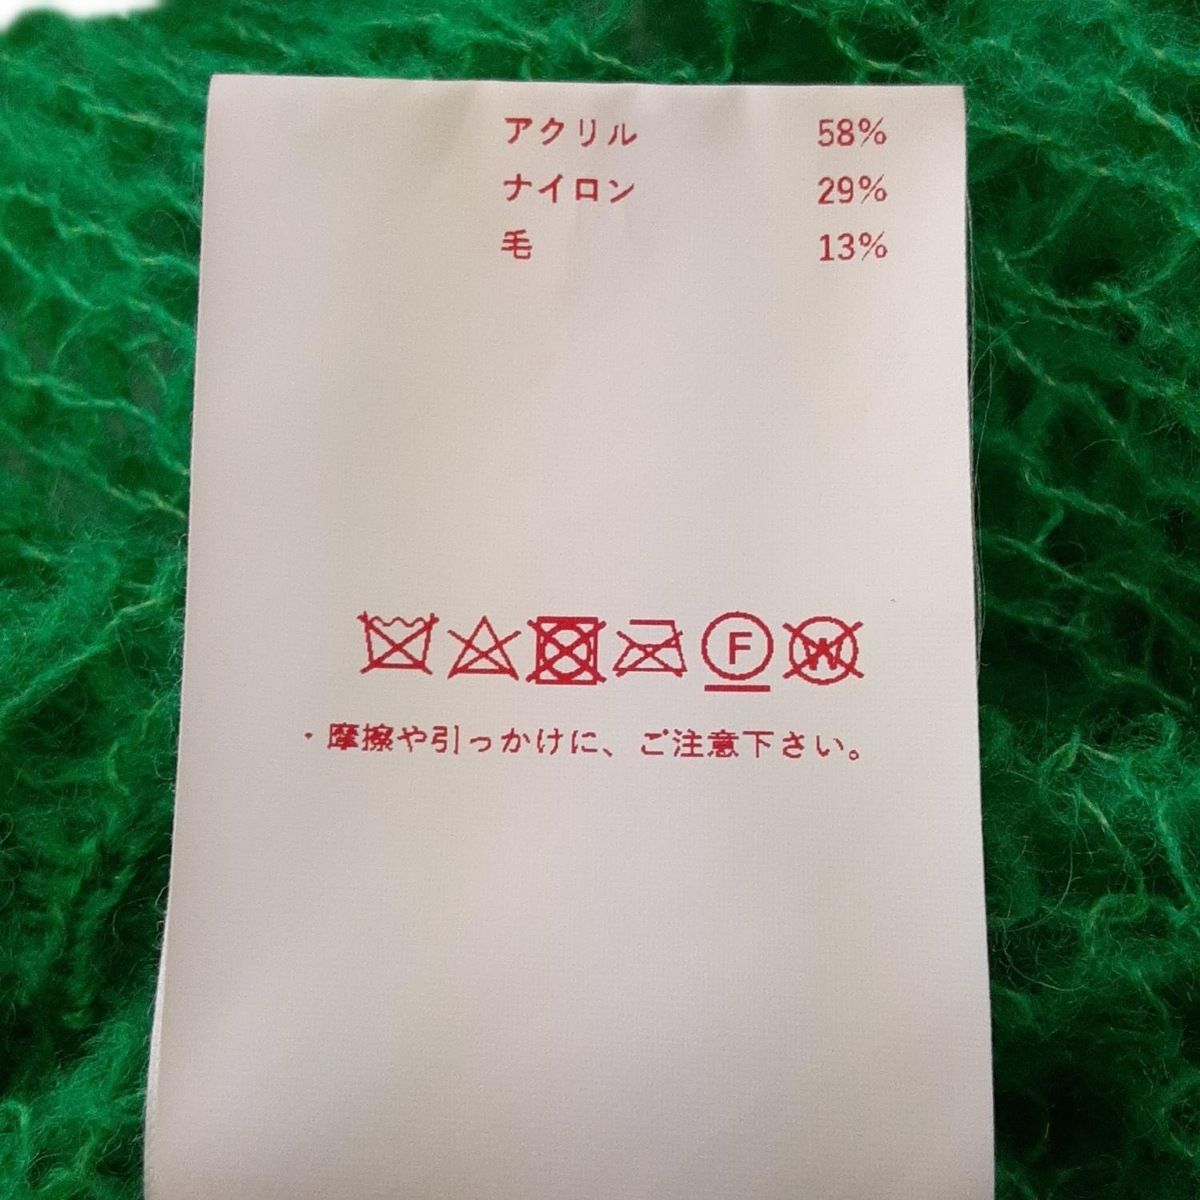 アクリル 58%
ナイロン 29%
毛 13%
F W
・摩擦や引っかけに、ご注意下さい。